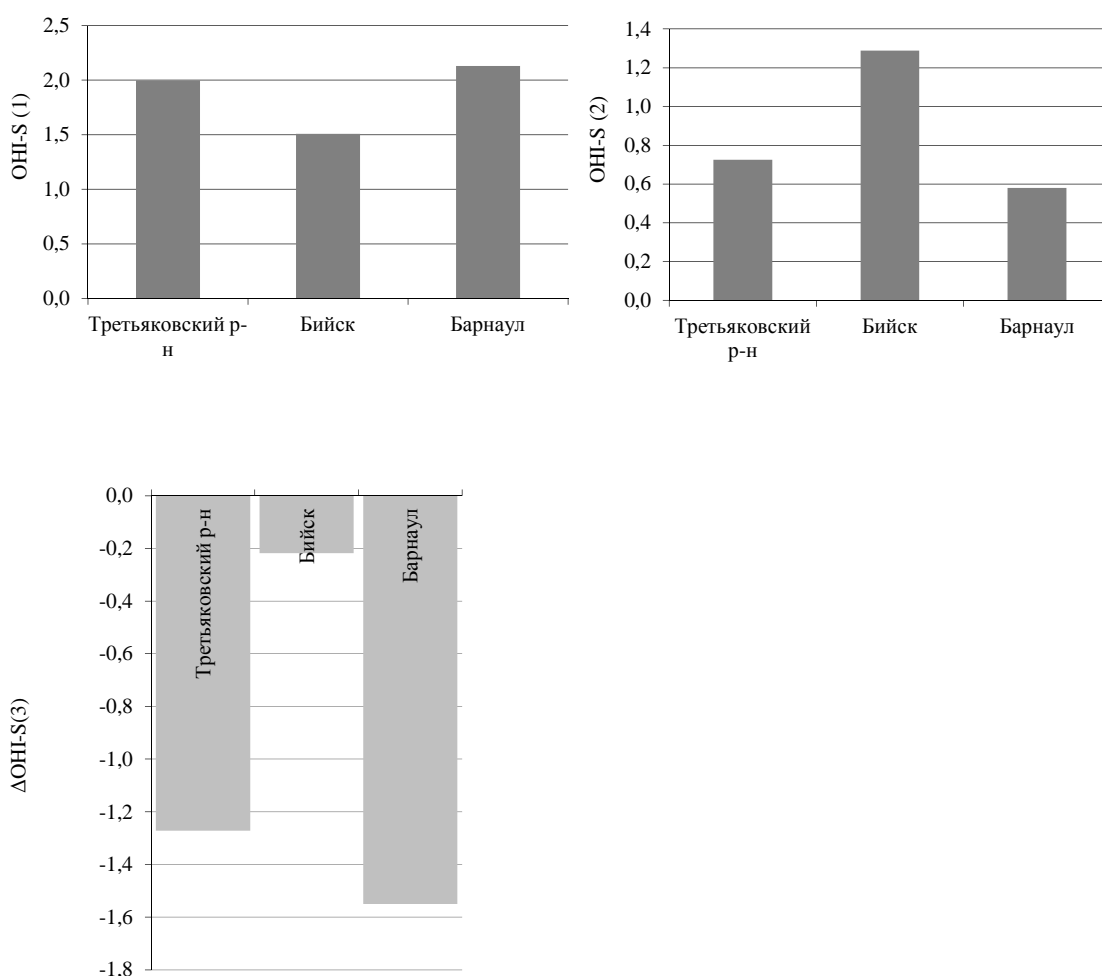 OHI-S (1)
2,5
2,0
1,5
1,0
0,5
0,0
Третьяковский р-
н
Бийск
Барнаул
OHI-S (2)
1,4
1,2
1,0
0,8
0,6
0,4
0,2
0,0
Третьяковский
р-н
Бийск
Барнаул
ΔOHI-S(3)
0,0
-0,2
-0,4
-0,6
-0,8
-1,0
-1,2
-1,4
-1,6
-1,8
Третьяковский р-н
Бийск
Барнаул